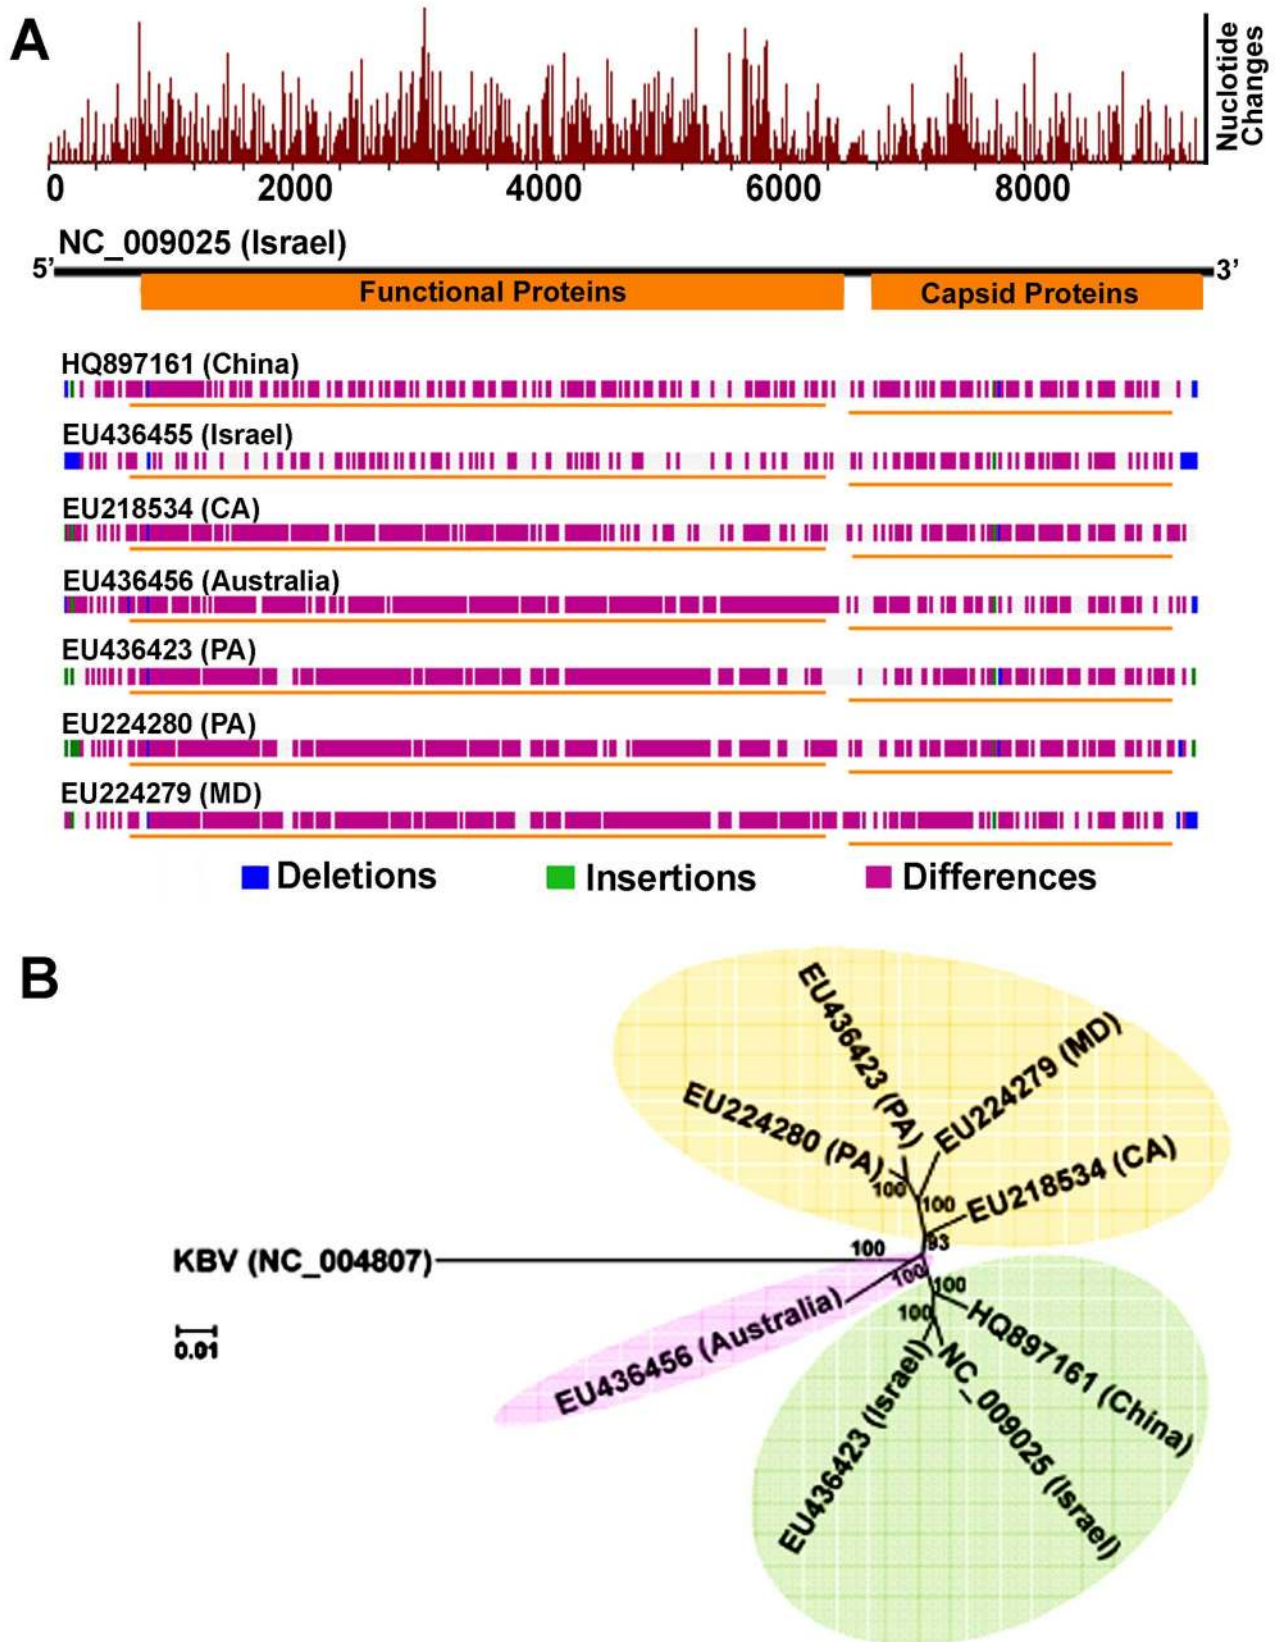 A
Nuclotide
Changes
0 2000 4000 6000 8000
NC_009025 (Israel)
5' 3'
Functional Proteins Capsid Proteins
HQ897161 (China)
EU436455 (Israel)
EU218534 (CA)
EU436456 (Australia)
EU436423 (PA)
EU224280 (PA)
EU224279 (MD)
Deletions Insertions Differences
B
EU436423 (PA)
EU224279 (MD)
EU224280 (PA)
EU218534 (CA)
100
100
93
KBV (NC_004807)
100
100
100
100
0.01
EU436456 (Australia)
HQ897161 (China)
NC_009025 (Israel)
EU436423 (Israel)